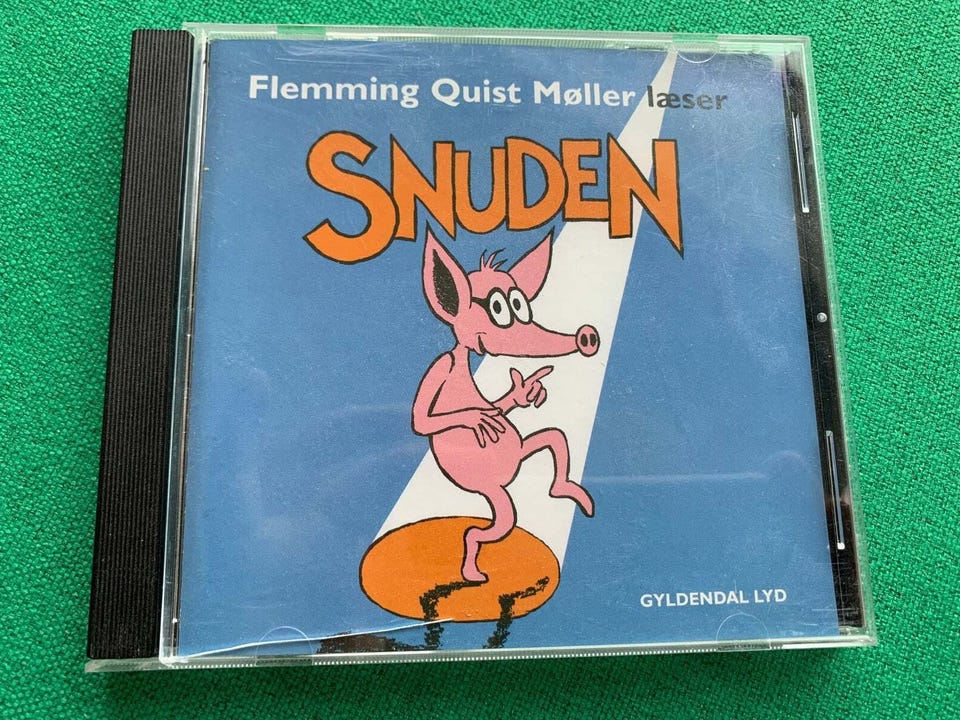 Flemming Quist Møller læser
SNUDEN
GYLDENDAL LYD